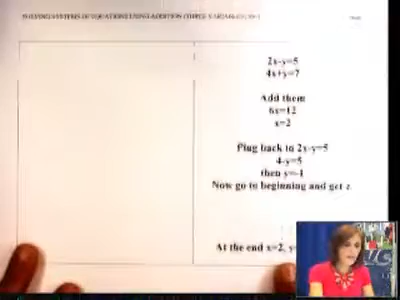 SOLVING SYSTEMS OF EQUATIONS USING ADDITION (THREE VARIABLES)
2x-y=5
4x+y=7
Add them
6x=12
x=2
Plug back to 2x-y=5
4-y=5
then y=-1
Now go to beginning and get z.
At the end x=2, y=